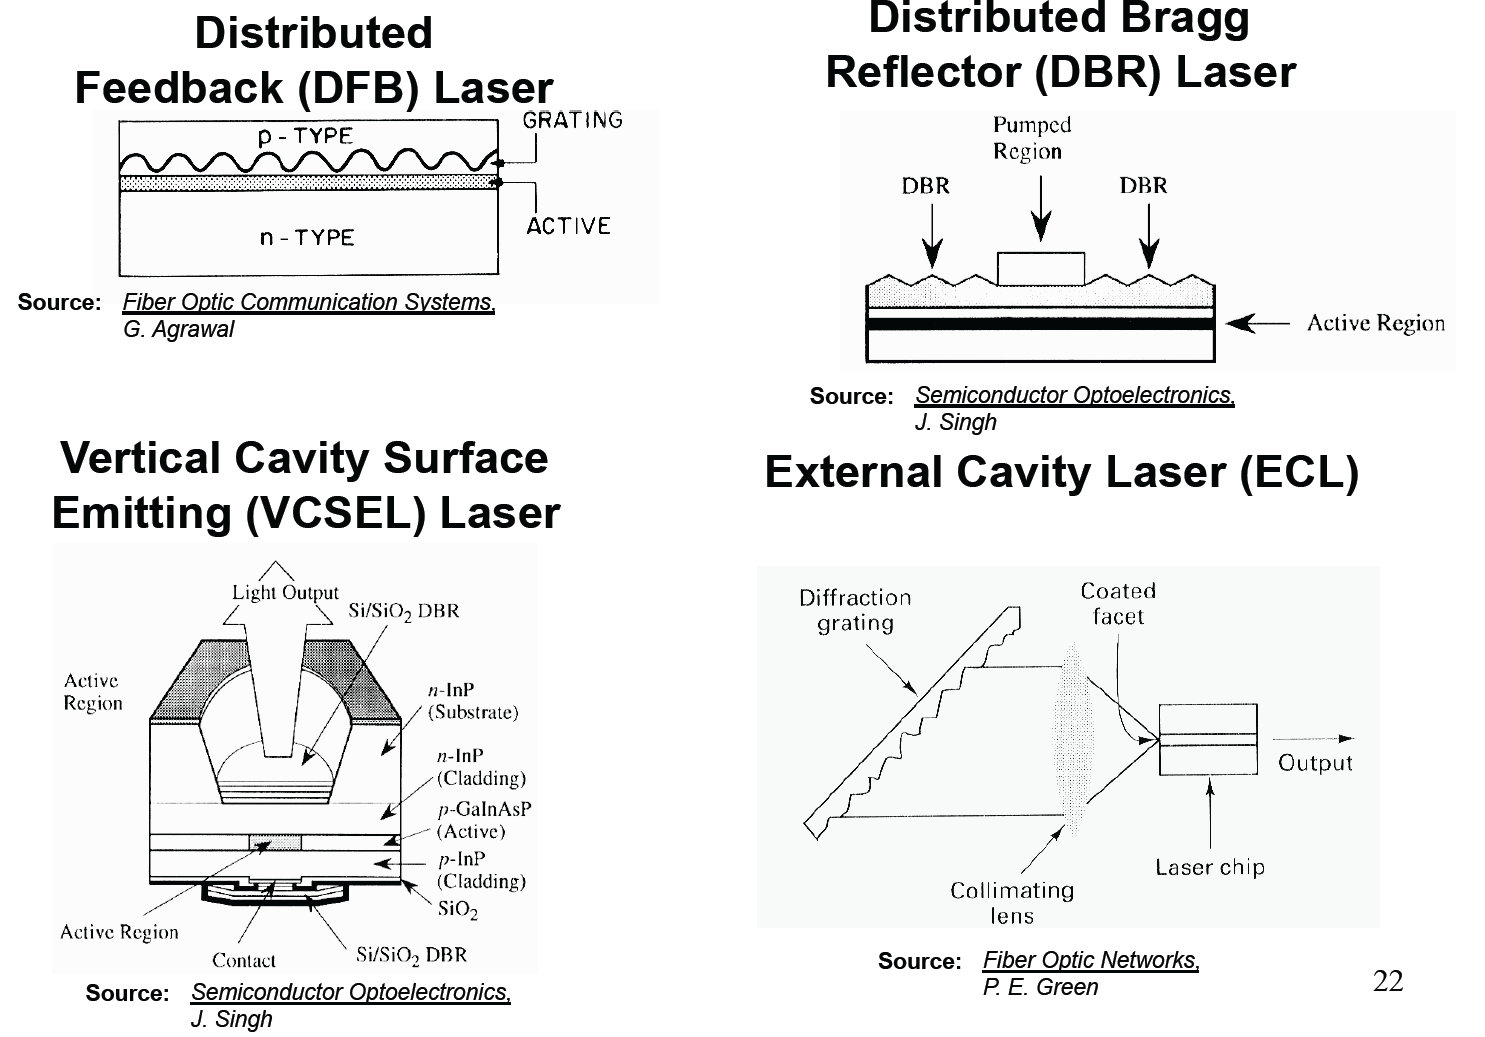 Distributed
Feedback (DFB) Laser
p - TYPE
GRATING
n - TYPE
ACTIVE
Source: Fiber Optic Communication Systems,
G. Agrawal
Distributed Bragg
Reflector (DBR) Laser
Pumped
Region
DBR
DBR
Active Region
Source: Semiconductor Optoelectronics,
J. Singh
Vertical Cavity Surface
Emitting (VCSEL) Laser
Light Output
Si/SiO2 DBR
Active
Region
n-InP
(Substrate)
n-InP
(Cladding)
p-GaInAsP
(Active)
p-InP
(Cladding)
SiO2
Active Region
Contact
Si/SiO2 DBR
Source: Semiconductor Optoelectronics,
J. Singh
External Cavity Laser (ECL)
Diffraction
grating
Coated
facet
Output
Laser chip
Collimating
lens
Source: Fiber Optic Networks,
P. E. Green
22